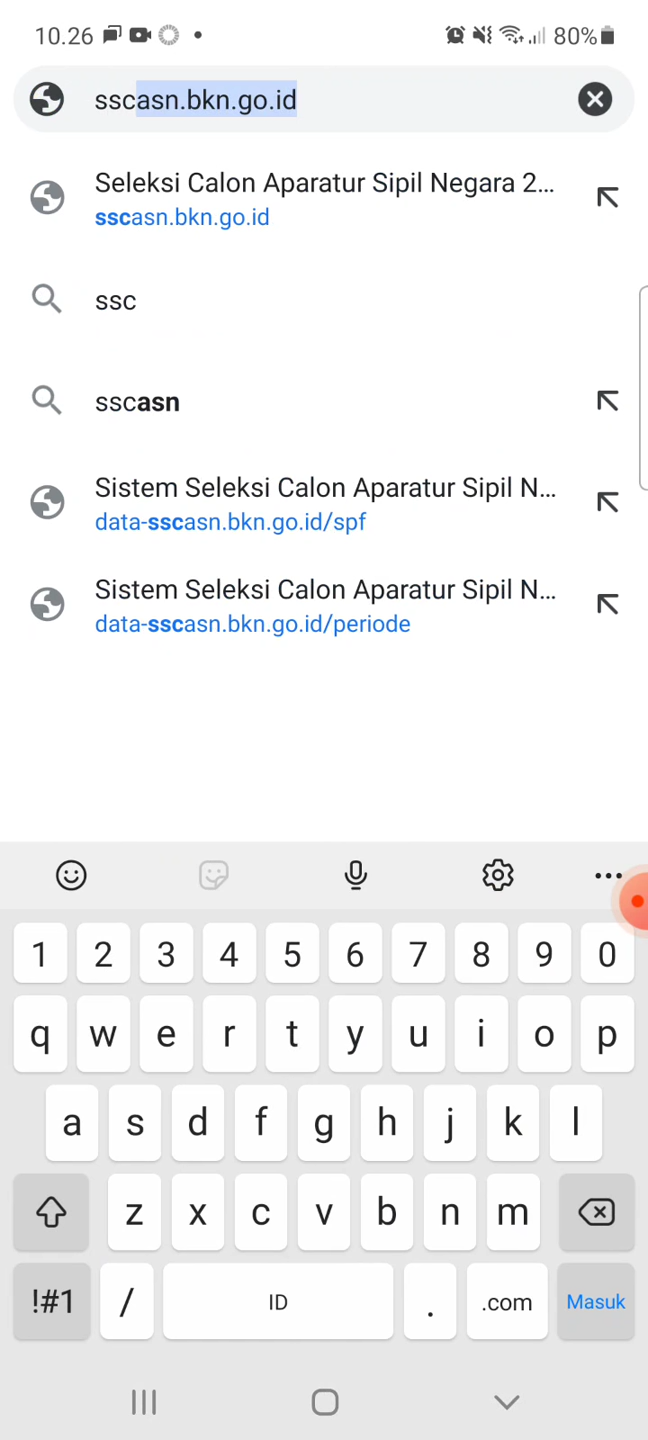 10.26 80%
sscasn.bkn.go.id
Seleksi Calon Aparatur Sipil Negara 2...
sscasn.bkn.go.id
ssc
sscasn
Sistem Seleksi Calon Aparatur Sipil N...
data-sscasn.bkn.go.id/spf
Sistem Seleksi Calon Aparatur Sipil N...
data-sscasn.bkn.go.id/periode
1 2 3 4 5 6 7 8 9 0
q w e r t y u i o p
a s d f g h j k l
z x c v b n m
!#1 / ID . .com Masuk